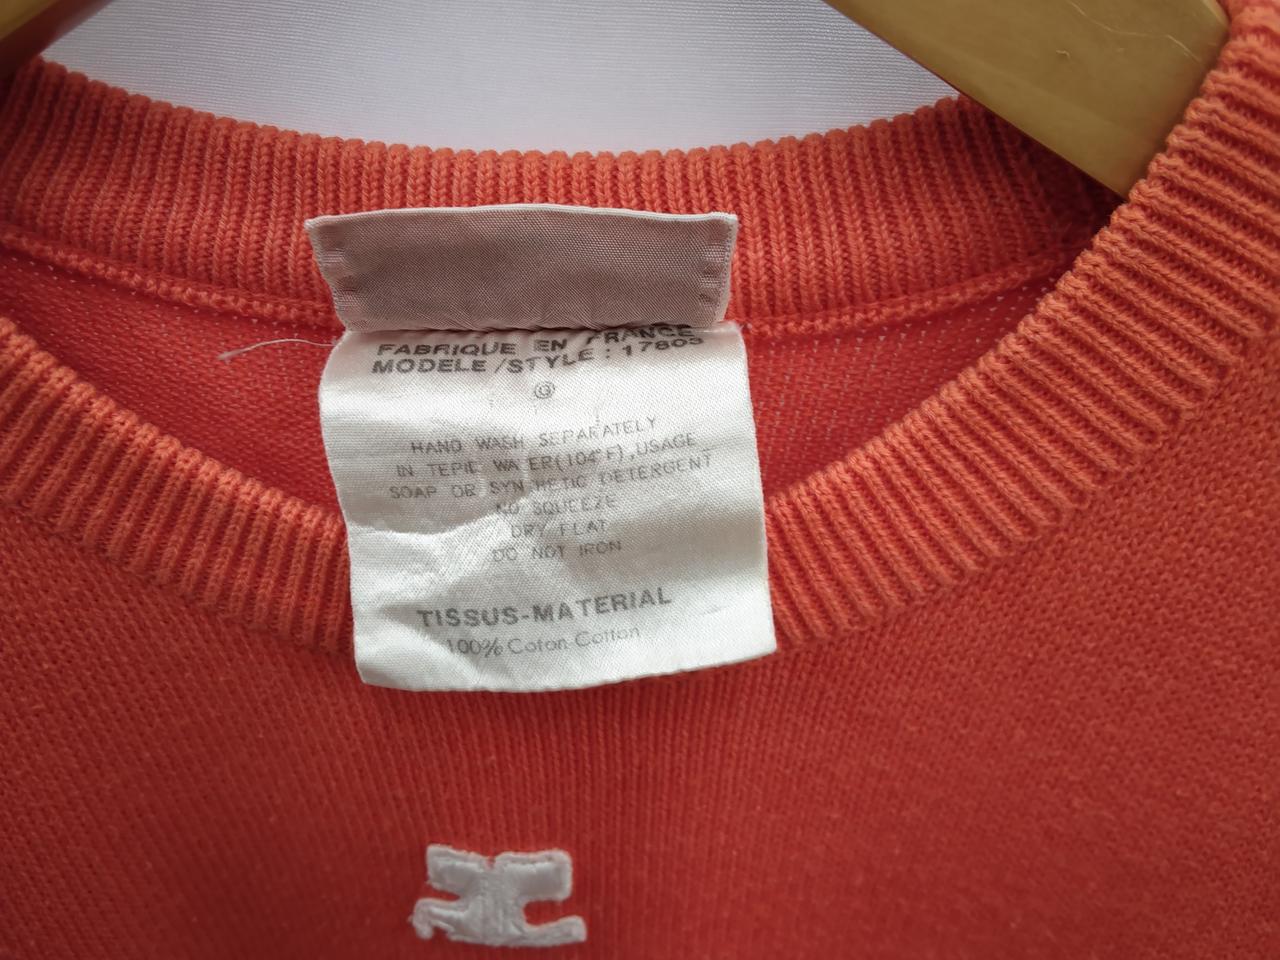 FABRIQUE EN FRANCE
MODELE/STYLE : 17803
G
HAND WASH SEPARATELY
IN TEPID WATER(104°F),USAGE
SOAP OR SYNTHETIC DETERGENT
NO SQUEEZE
DRY FLAT
DO NOT IRON
TISSUS-MATERIAL
100% Coton-Cotton